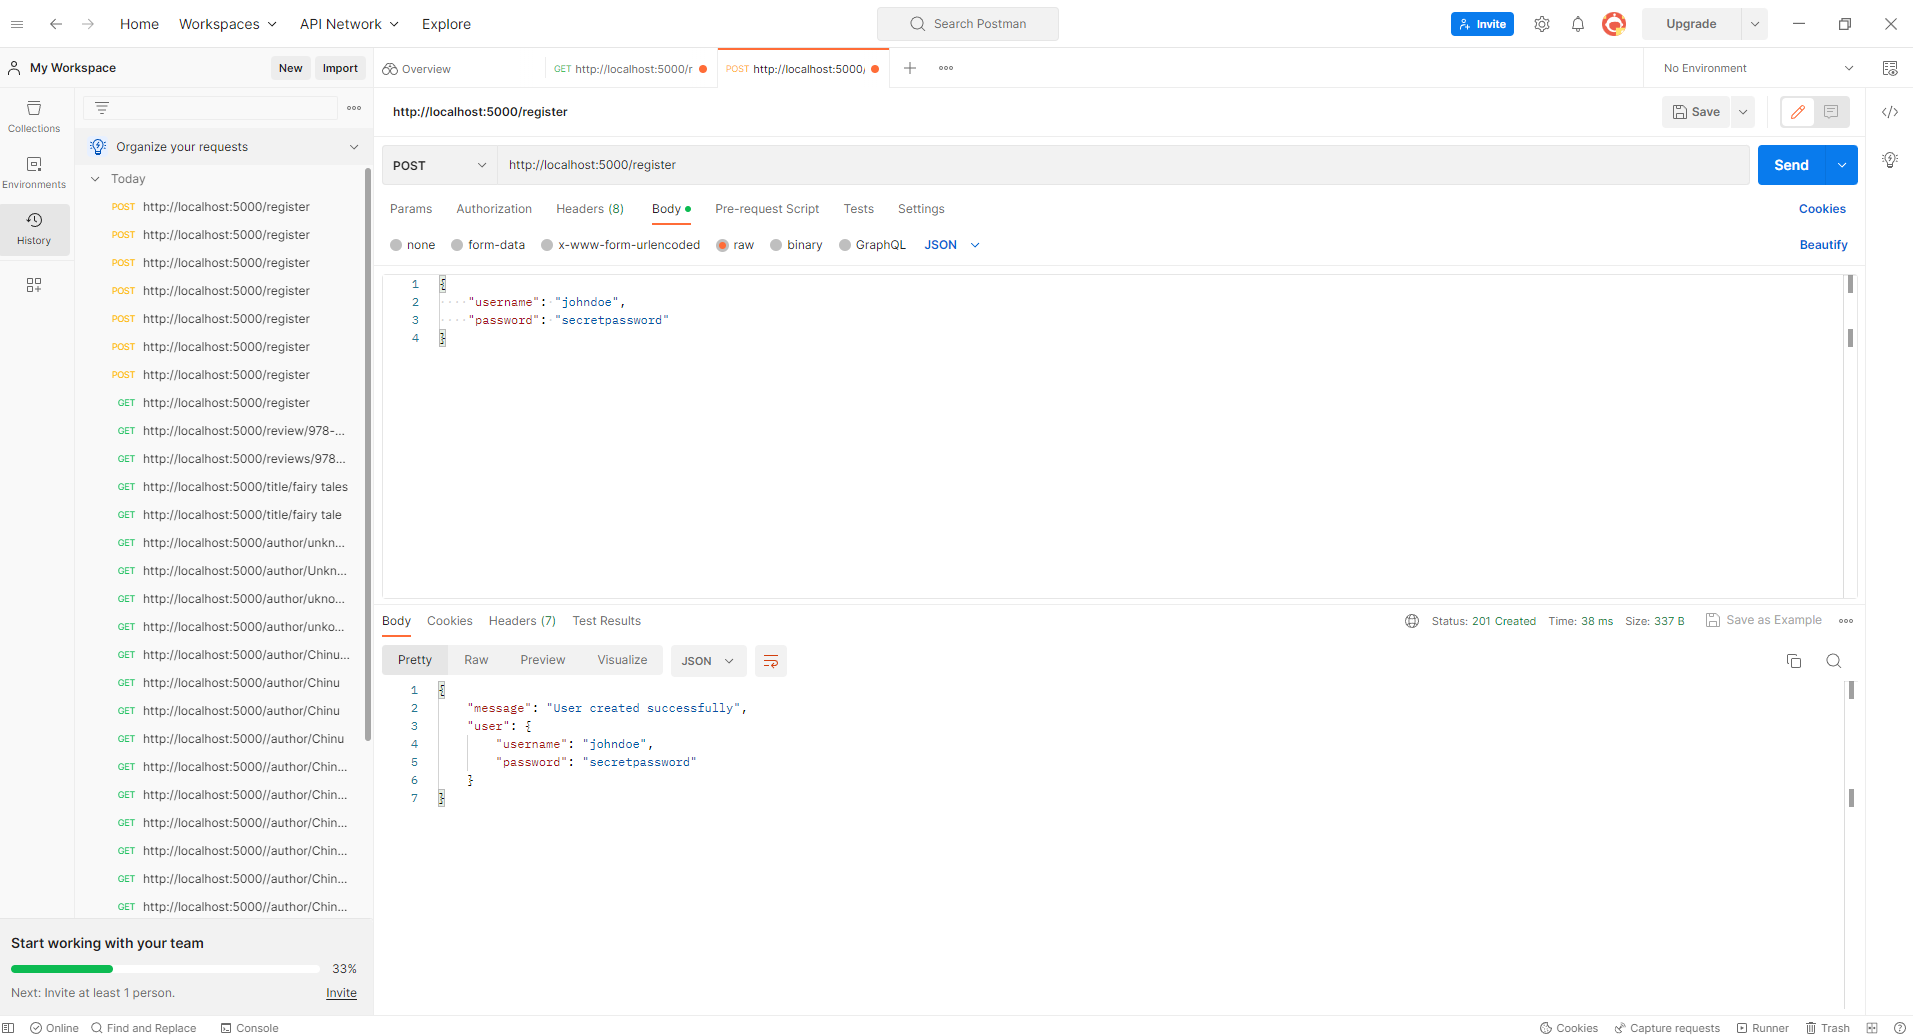 Home Workspaces API Network Explore Search Postman Invite Upgrade
My Workspace New Import Overview GET http://localhost:5000/r POST http://localhost:5000/ No Environment
http://localhost:5000/register Save
Collections
Environments
History
Organize your requests
Today
POST http://localhost:5000/register
POST http://localhost:5000/register
POST http://localhost:5000/register
POST http://localhost:5000/register
POST http://localhost:5000/register
POST http://localhost:5000/register
POST http://localhost:5000/register
GET http://localhost:5000/register
GET http://localhost:5000/review/978-...
GET http://localhost:5000/reviews/978...
GET http://localhost:5000/title/fairy tales
GET http://localhost:5000/title/fairy tale
GET http://localhost:5000/author/unkn...
GET http://localhost:5000/author/Unkn...
GET http://localhost:5000/author/ukno...
GET http://localhost:5000/author/unko...
GET http://localhost:5000/author/Chinu...
GET http://localhost:5000/author/Chinu
GET http://localhost:5000/author/Chinu
GET http://localhost:5000//author/Chinu
GET http://localhost:5000//author/Chin...
GET http://localhost:5000//author/Chin...
GET http://localhost:5000//author/Chin...
GET http://localhost:5000//author/Chin...
GET http://localhost:5000//author/Chin...
GET http://localhost:5000//author/Chin...
Start working with your team
33%
Next: Invite at least 1 person. Invite
POST http://localhost:5000/register Send
Params Authorization Headers (8) Body Pre-request Script Tests Settings Cookies
none form-data x-www-form-urlencoded raw binary GraphQL JSON Beautify
1 {
2 "username": "johndoe",
3 "password": "secretpassword"
4 }
Body Cookies Headers (7) Test Results Status: 201 Created Time: 38 ms Size: 337 B Save as Example
Pretty Raw Preview Visualize JSON
1 {
2 "message": "User created successfully",
3 "user": {
4 "username": "johndoe",
5 "password": "secretpassword"
6 }
7 }
Online Find and Replace Console Cookies Capture requests Runner Trash